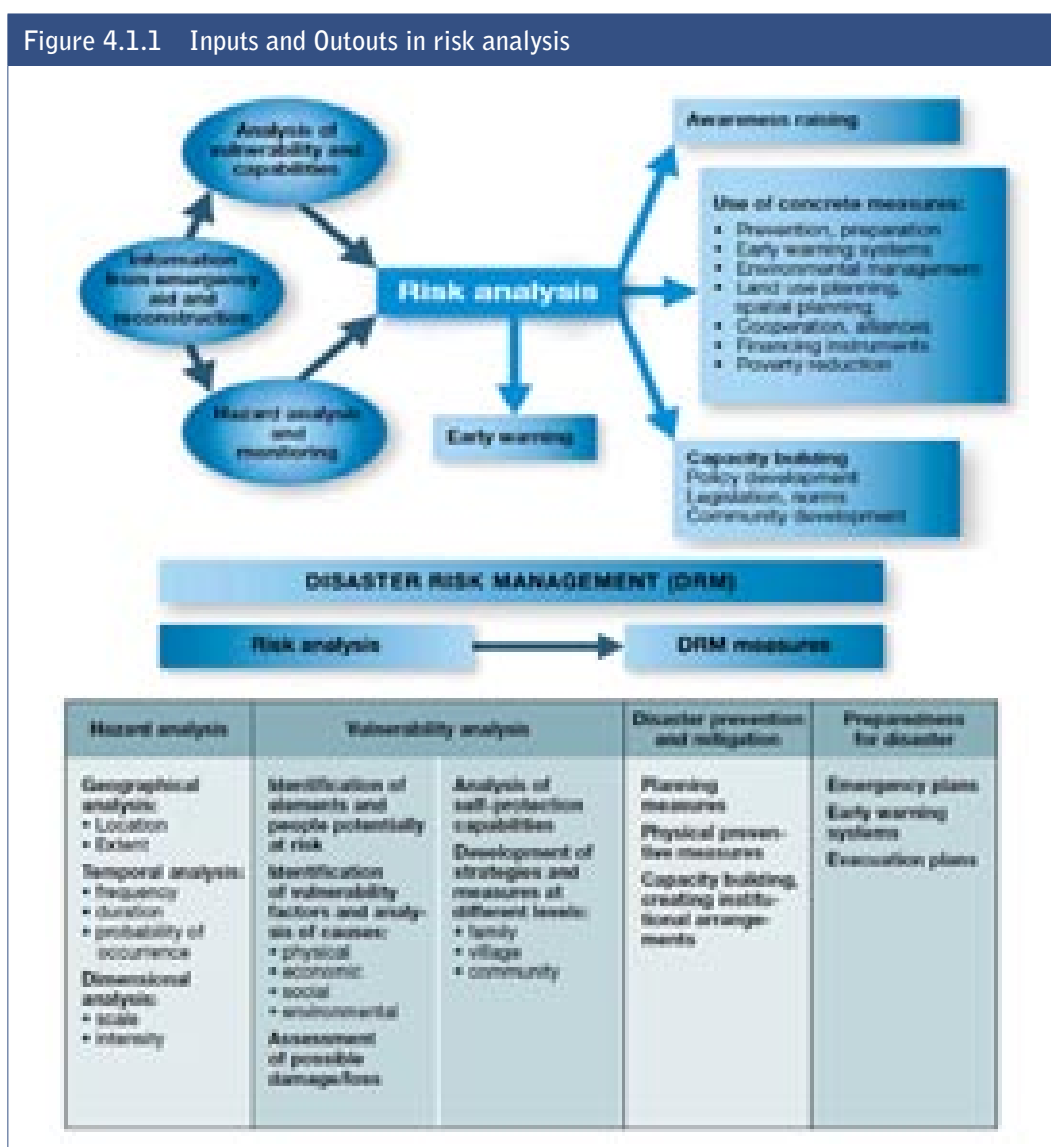 Figure 4.1.1 Inputs and Outouts in risk analysis
Analysis of
vulnerability and
capabilities
Information
from emergency
aid and
reconstruction
Hazard analysis
and
monitoring
Risk analysis
Early warning
Awareness raising
Use of concrete measures:
• Prevention, preparation
• Early warning systems
• Environmental management
• Land use planning,
spatial planning
• Cooperation, alliances
• Financing instruments
• Poverty reduction
Capacity building
Policy development
Legislation, norms
Community development
DISASTER RISK MANAGEMENT (DRM)
Risk analysis
DRM measures
Hazard analysis
Geographical
analysis:
• Location
• Extent
Temporal analysis:
• frequency
• duration
• probability of
occurrence
Dimensional
analysis:
• scale
• intensity
Vulnerability analysis
Identification of
elements and
people potentially
at risk
Identification
of vulnerability
factors and analy-
sis of causes:
• physical
• economic
• social
• environmental
Assessment
of possible
damage/loss
Analysis of
self-protection
capabilities
Development of
strategies and
measures at
different levels:
• family
• village
• community
Disaster prevention
and mitigation
Planning
measures
Physical preven-
tive measures
Capacity building,
creating institu-
tional arrange-
ments
Preparedness
for disaster
Emergency plans
Early warning
systems
Evacuation plans